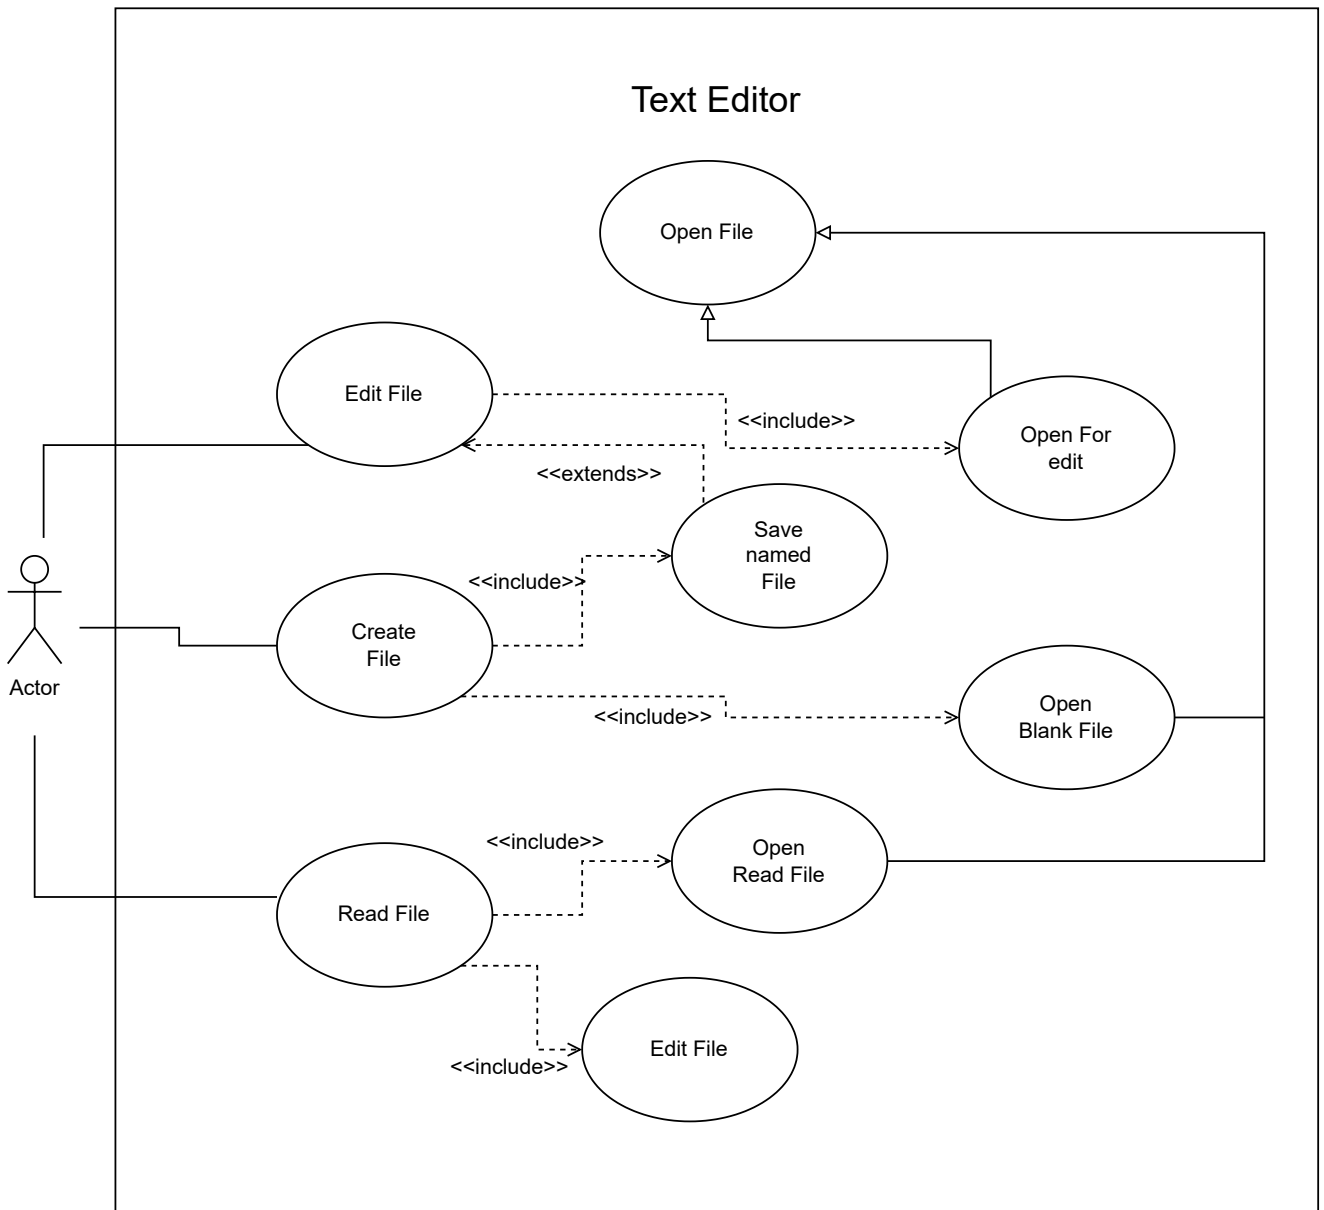 Text Editor
Open File
Edit File
<<include>>
Open For
edit
<<extends>>
Save
named
File
<<include>>
Create
File
Actor
<<include>>
Open
Blank File
<<include>>
Open
Read File
Read File
Edit File
<<include>>